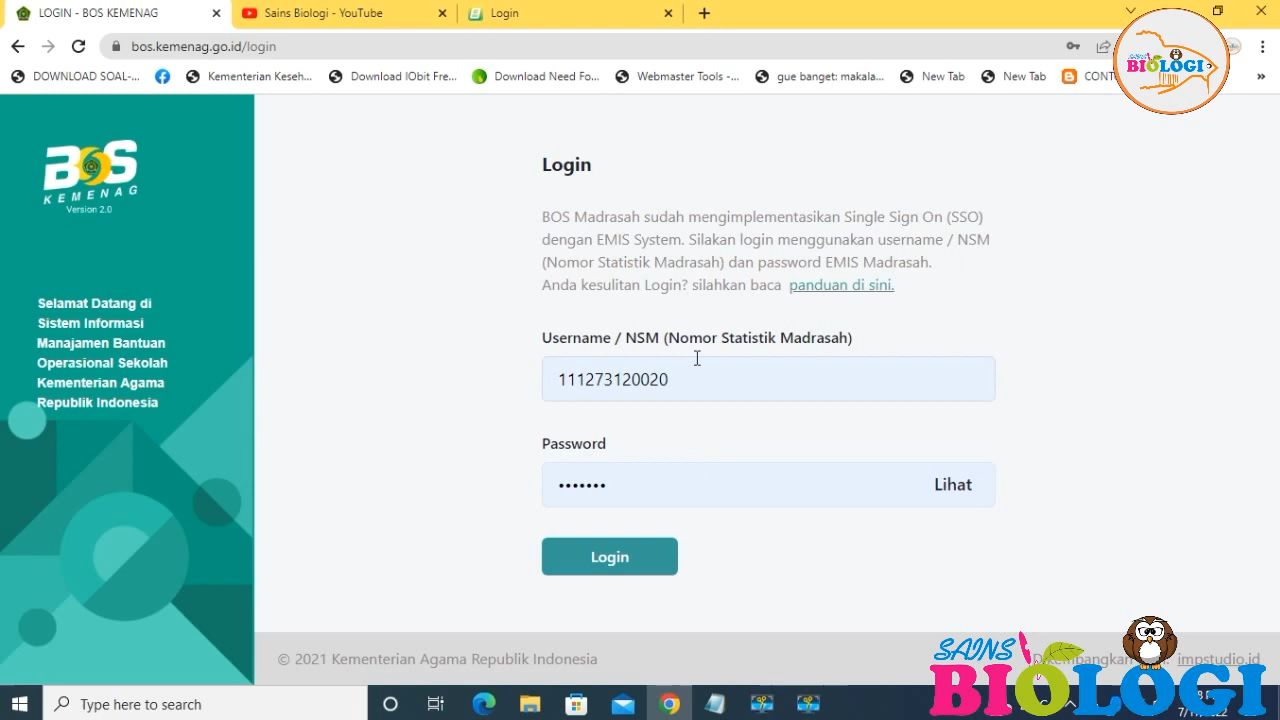 LOGIN - BOS KEMENAG
Sains Biologi - YouTube
Login
bos.kemenag.go.id/login
DOWNLOAD SOAL-...
Kementerian Keseh...
Download IObit Fre...
Download Need Fo...
Webmaster Tools -...
gue banget: makala...
New Tab
New Tab
CONT
SAINS
BIOLOGI
BOS
KEMENAG
Version 2.0
Selamat Datang di
Sistem Informasi
Manajamen Bantuan
Operasional Sekolah
Kementerian Agama
Republik Indonesia
Login
BOS Madrasah sudah mengimplementasikan Single Sign On (SSO)
dengan EMIS System. Silakan login menggunakan username / NSM
(Nomor Statistik Madrasah) dan password EMIS Madrasah.
Anda kesulitan Login? silahkan baca panduan di sini.
Username / NSM (Nomor Statistik Madrasah)
111273120020
Password
•••••••
Lihat
Login
© 2021 Kementerian Agama Republik Indonesia
impstudio.id
SAINS
BIOLOGI
Type here to search